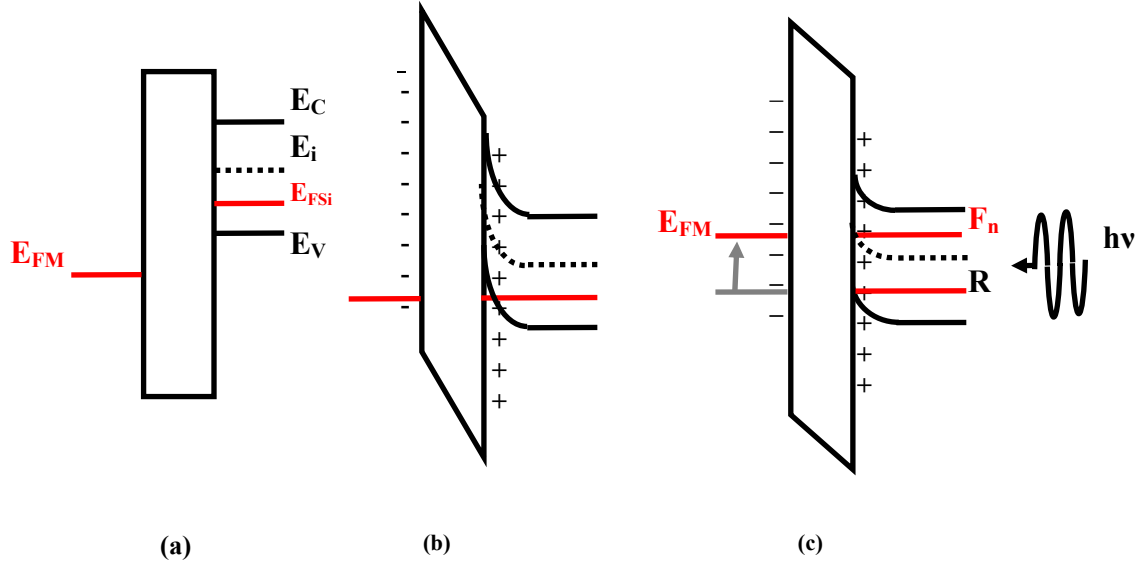 E_C
E_i
E_FSi
E_V
E_FM
E_FM
F_n
R
hν
(a)
(b)
(c)